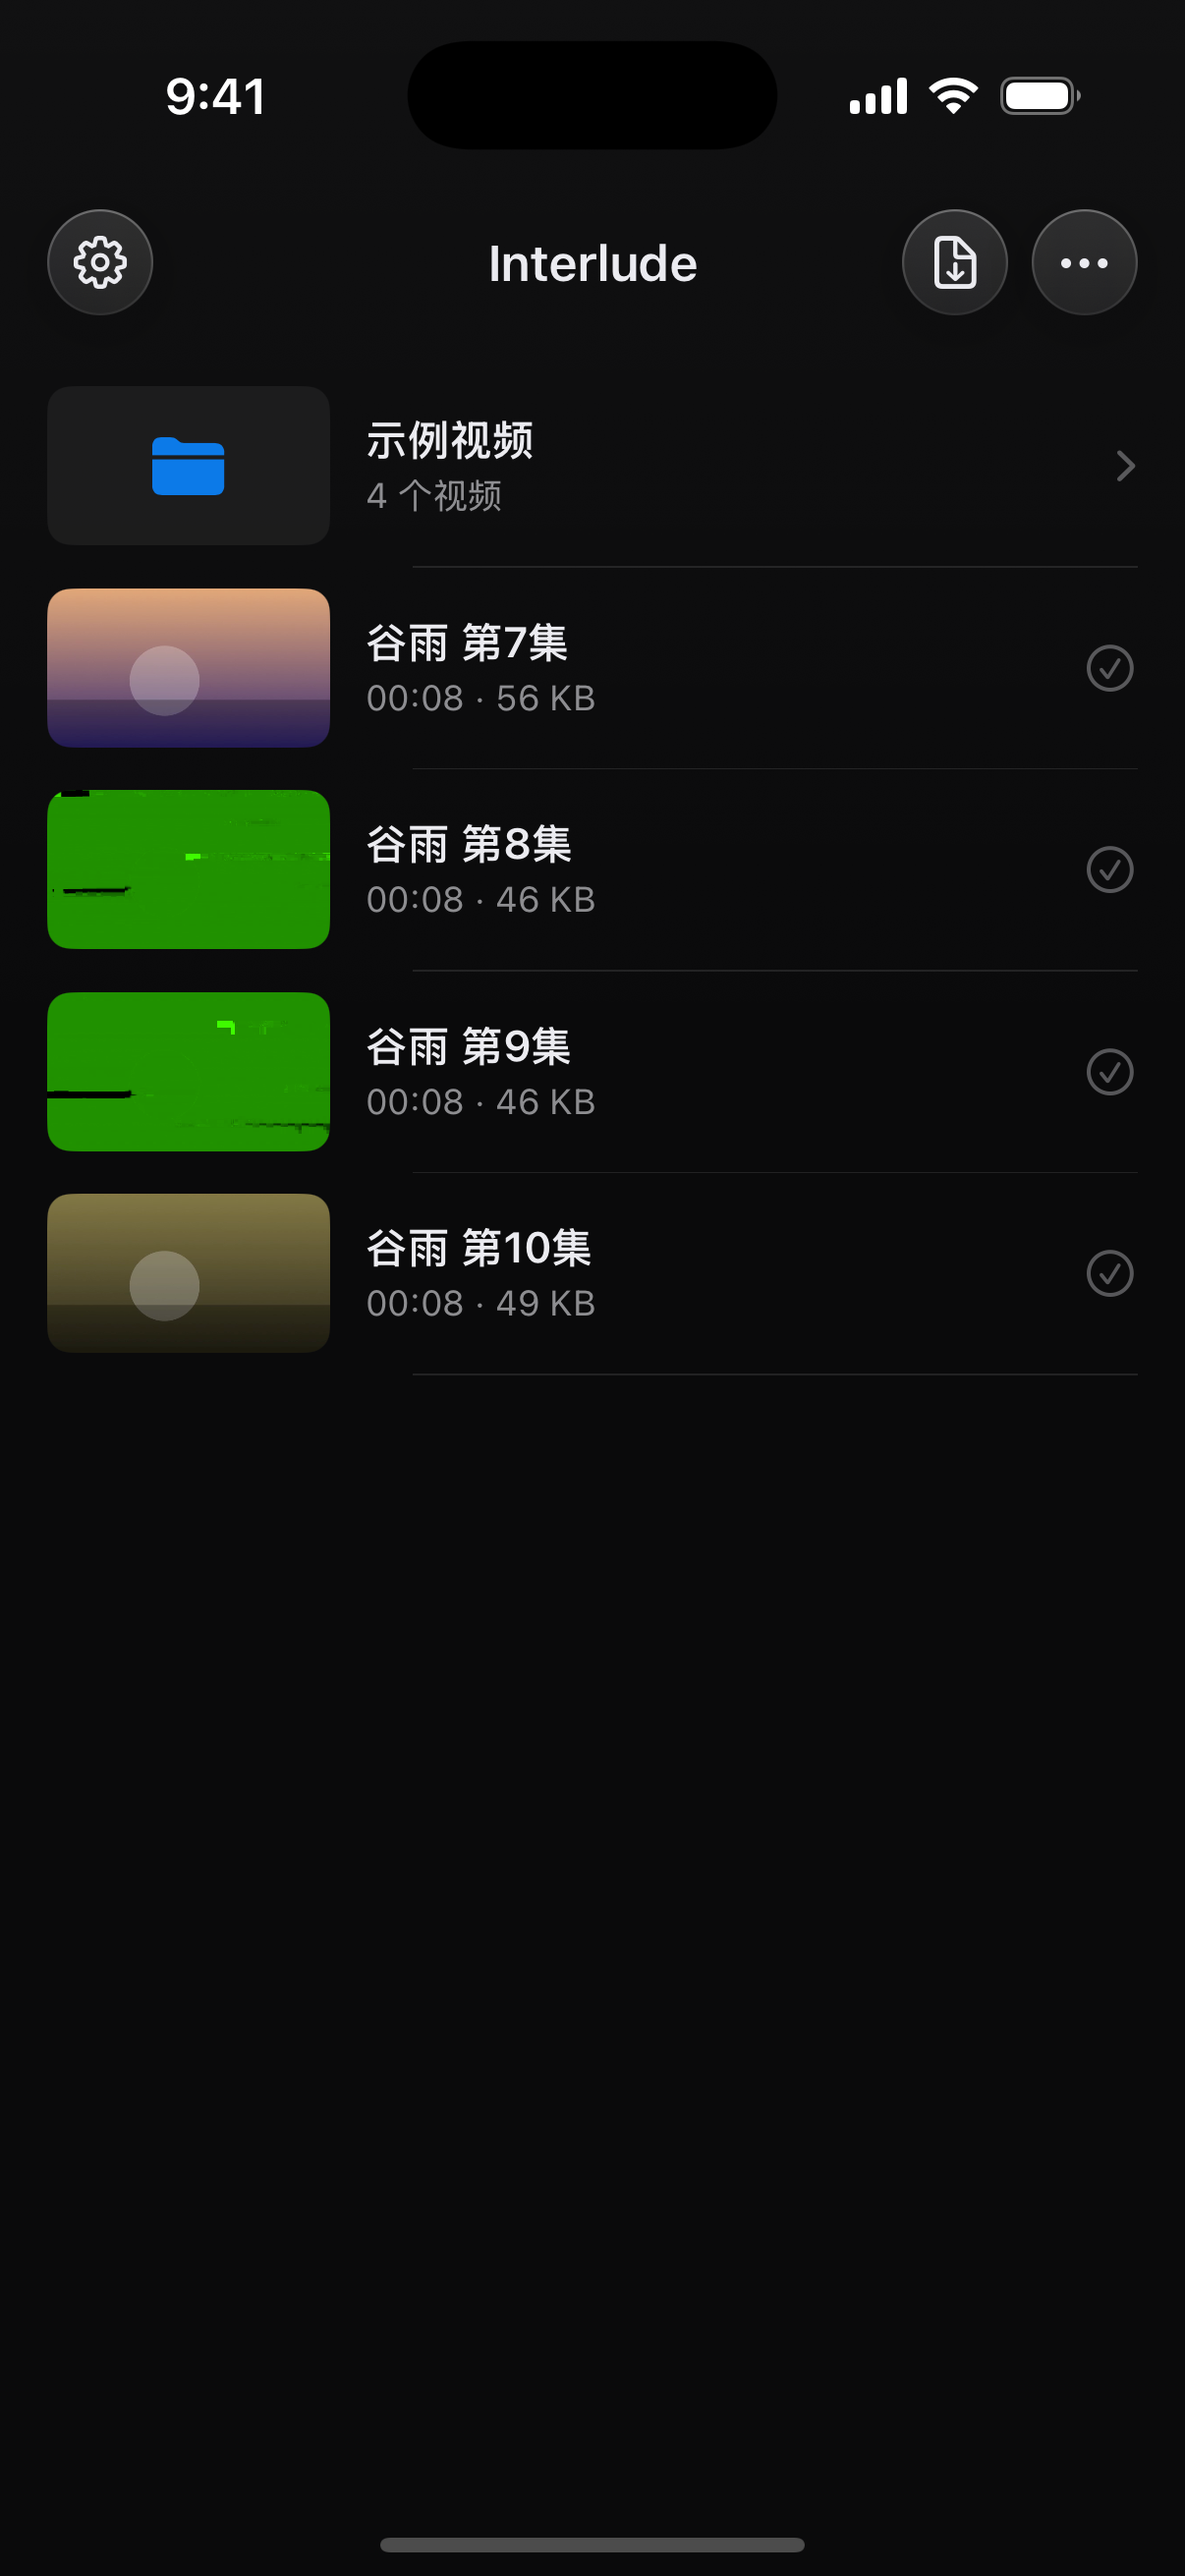 9:41
Interlude
示例视频
4 个视频
谷雨 第7集
00:08 · 56 KB
谷雨 第8集
00:08 · 46 KB
谷雨 第9集
00:08 · 46 KB
谷雨 第10集
00:08 · 49 KB